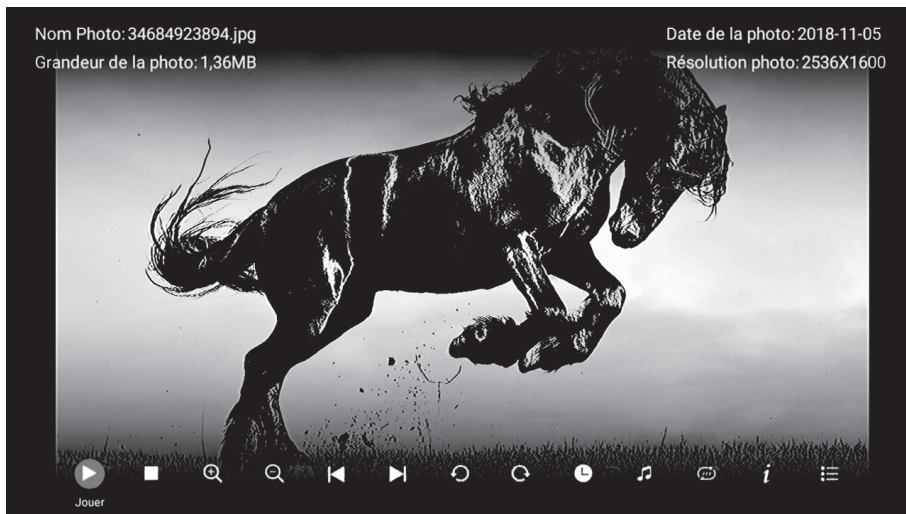 Nom Photo: 34684923894.jpg
Date de la photo: 2018-11-05
Grandeur de la photo: 1,36MB
Résolution photo: 2536X1600
Jouer